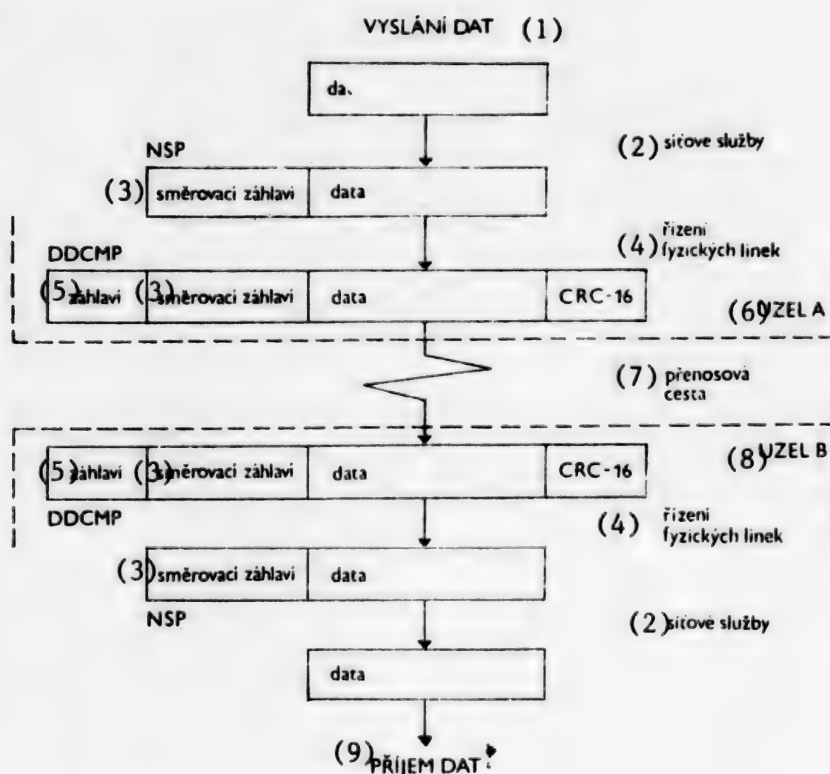 VYSLÁNÍ DAT (1)
da.
NSP
(2) síťove služby
(3) směrovací záhlaví data
(4) řízení
fyzických linek
DDCMP
(5) záhlaví (3) směrovací záhlaví data CRC-16
(6) UZEL A
(7) přenosová
cesta
(8) UZEL B
(5) záhlaví (3) směrovací záhlaví data CRC-16
DDCMP
(4) řízení
fyzických linek
(3) směrovací záhlaví data
NSP
(2) síťové služby
data
(9) PŘÍJEM DAT